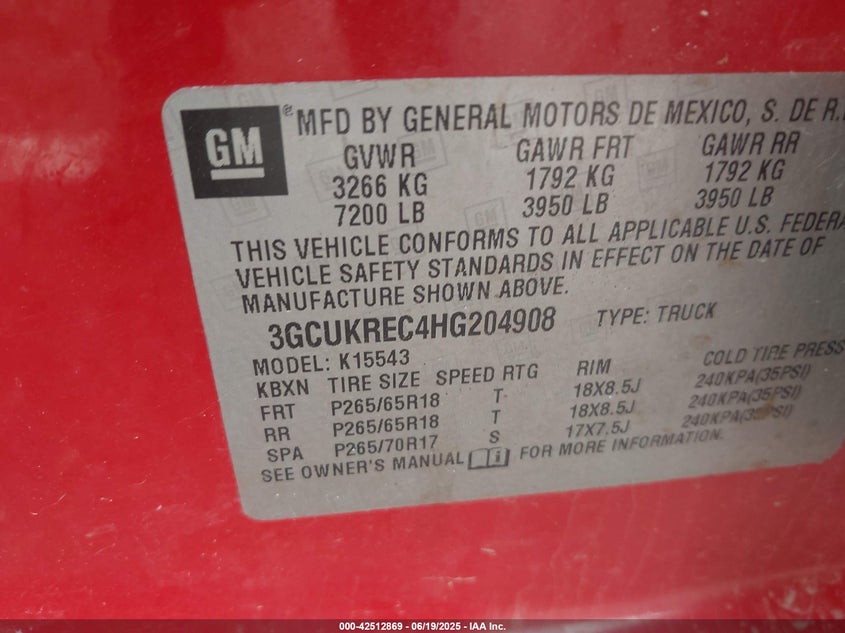 GM
® MFD BY GENERAL MOTORS DE MEXICO, S. DE R.
GVWR GAWR FRT GAWR RR
3266 KG 1792 KG 1792 KG
7200 LB 3950 LB 3950 LB
THIS VEHICLE CONFORMS TO ALL APPLICABLE U.S. FEDERA
VEHICLE SAFETY STANDARDS IN EFFECT ON THE DATE OF
MANUFACTURE SHOWN ABOVE.
3GCUKREC4HG204908 TYPE: TRUCK
MODEL: K15543
KBXN TIRE SIZE SPEED RTG RIM COLD TIRE PRESS
FRT P265/65R18 T 18X8.5J 240KPA(35PSI)
RR P265/65R18 T 18X8.5J 240KPA(35PSI)
SPA P265/70R17 S 17X7.5J 240KPA(35PSI)
SEE OWNER'S MANUAL FOR MORE INFORMATION.
000-42512869 - 06/19/2025 - IAA Inc.